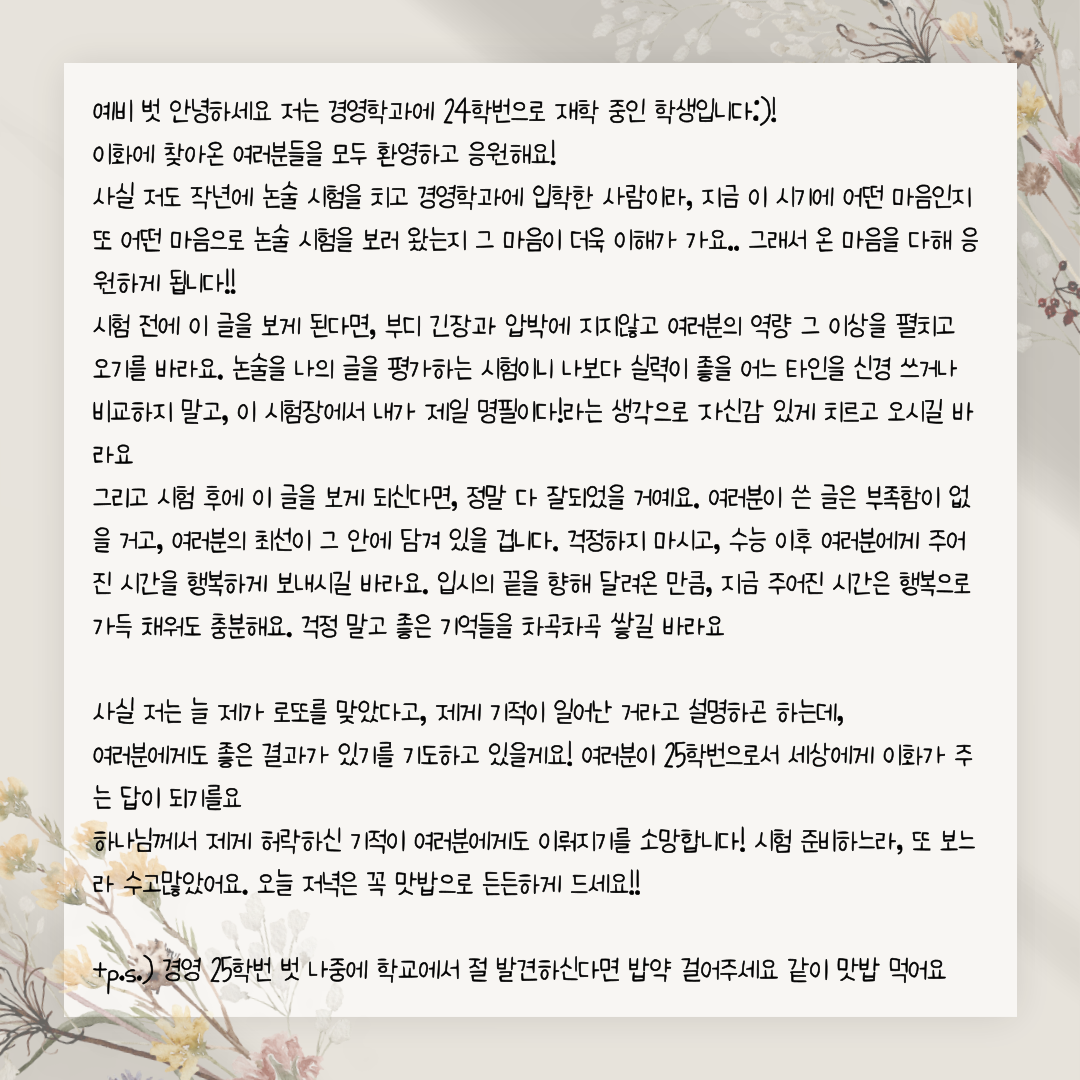 예비 벗 안녕하세요 저는 경영학과에 24학번으로 재학 중인 학생입니다:)!
이화에 찾아온 여러분들을 모두 환영하고 응원해요!
사실 저도 작년에 논술 시험을 치고 경영학과에 입학한 사람이라, 지금 이 시기에 어떤 마음인지
또 어떤 마음으로 논술 시험을 보러 왔는지 그 마음이 더욱 이해가 가요.. 그래서 온 마음을 다해 응
원하게 됩니다!!
시험 전에 이 글을 보게 된다면, 부디 긴장과 압박에 지지않고 여러분의 역량 그 이상을 펼치고
오기를 바라요. 논술을 나의 글을 평가하는 시험이니 나보다 실력이 좋을 어느 타인을 신경 쓰거나
비교하지 말고, 이 시험장에서 내가 제일 명필이다!라는 생각으로 자신감 있게 치르고 오시길 바
라요
그리고 시험 후에 이 글을 보게 되신다면, 정말 다 잘되었을 거예요. 여러분이 쓴 글은 부족함이 없
을 거고, 여러분의 최선이 그 안에 담겨 있을 겁니다. 걱정하지 마시고, 수능 이후 여러분에게 주어
진 시간을 행복하게 보내시길 바라요. 입시의 끝을 향해 달려온 만큼, 지금 주어진 시간은 행복으로
가득 채워도 충분해요. 걱정 말고 좋은 기억들을 차곡차곡 쌓길 바라요
사실 저는 늘 제가 로또를 맞았다고, 제게 기적이 일어난 거라고 설명하곤 하는데,
여러분에게도 좋은 결과가 있기를 기도하고 있을게요! 여러분이 25학번으로서 세상에게 이화가 주
는 답이 되기를요
하나님께서 제게 허락하신 기적이 여러분에게도 이뤄지기를 소망합니다! 시험 준비하느라, 또 보느
라 수고많았어요. 오늘 저녁은 꼭 맛밥으로 든든하게 드세요!!
+p.s.) 경영 25학번 벗 나중에 학교에서 절 발견하신다면 밥약 걸어주세요 같이 맛밥 먹어요